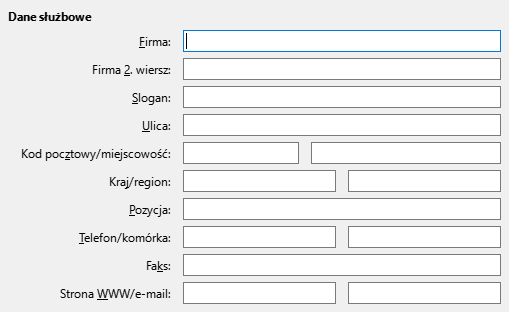 Dane służbowe
Firma:
Firma 2. wiersz:
Slogan:
Ulica:
Kod pocztowy/miejscowość:
Kraj/region:
Pozycja:
Telefon/komórka:
Faks:
Strona WWW/e-mail: